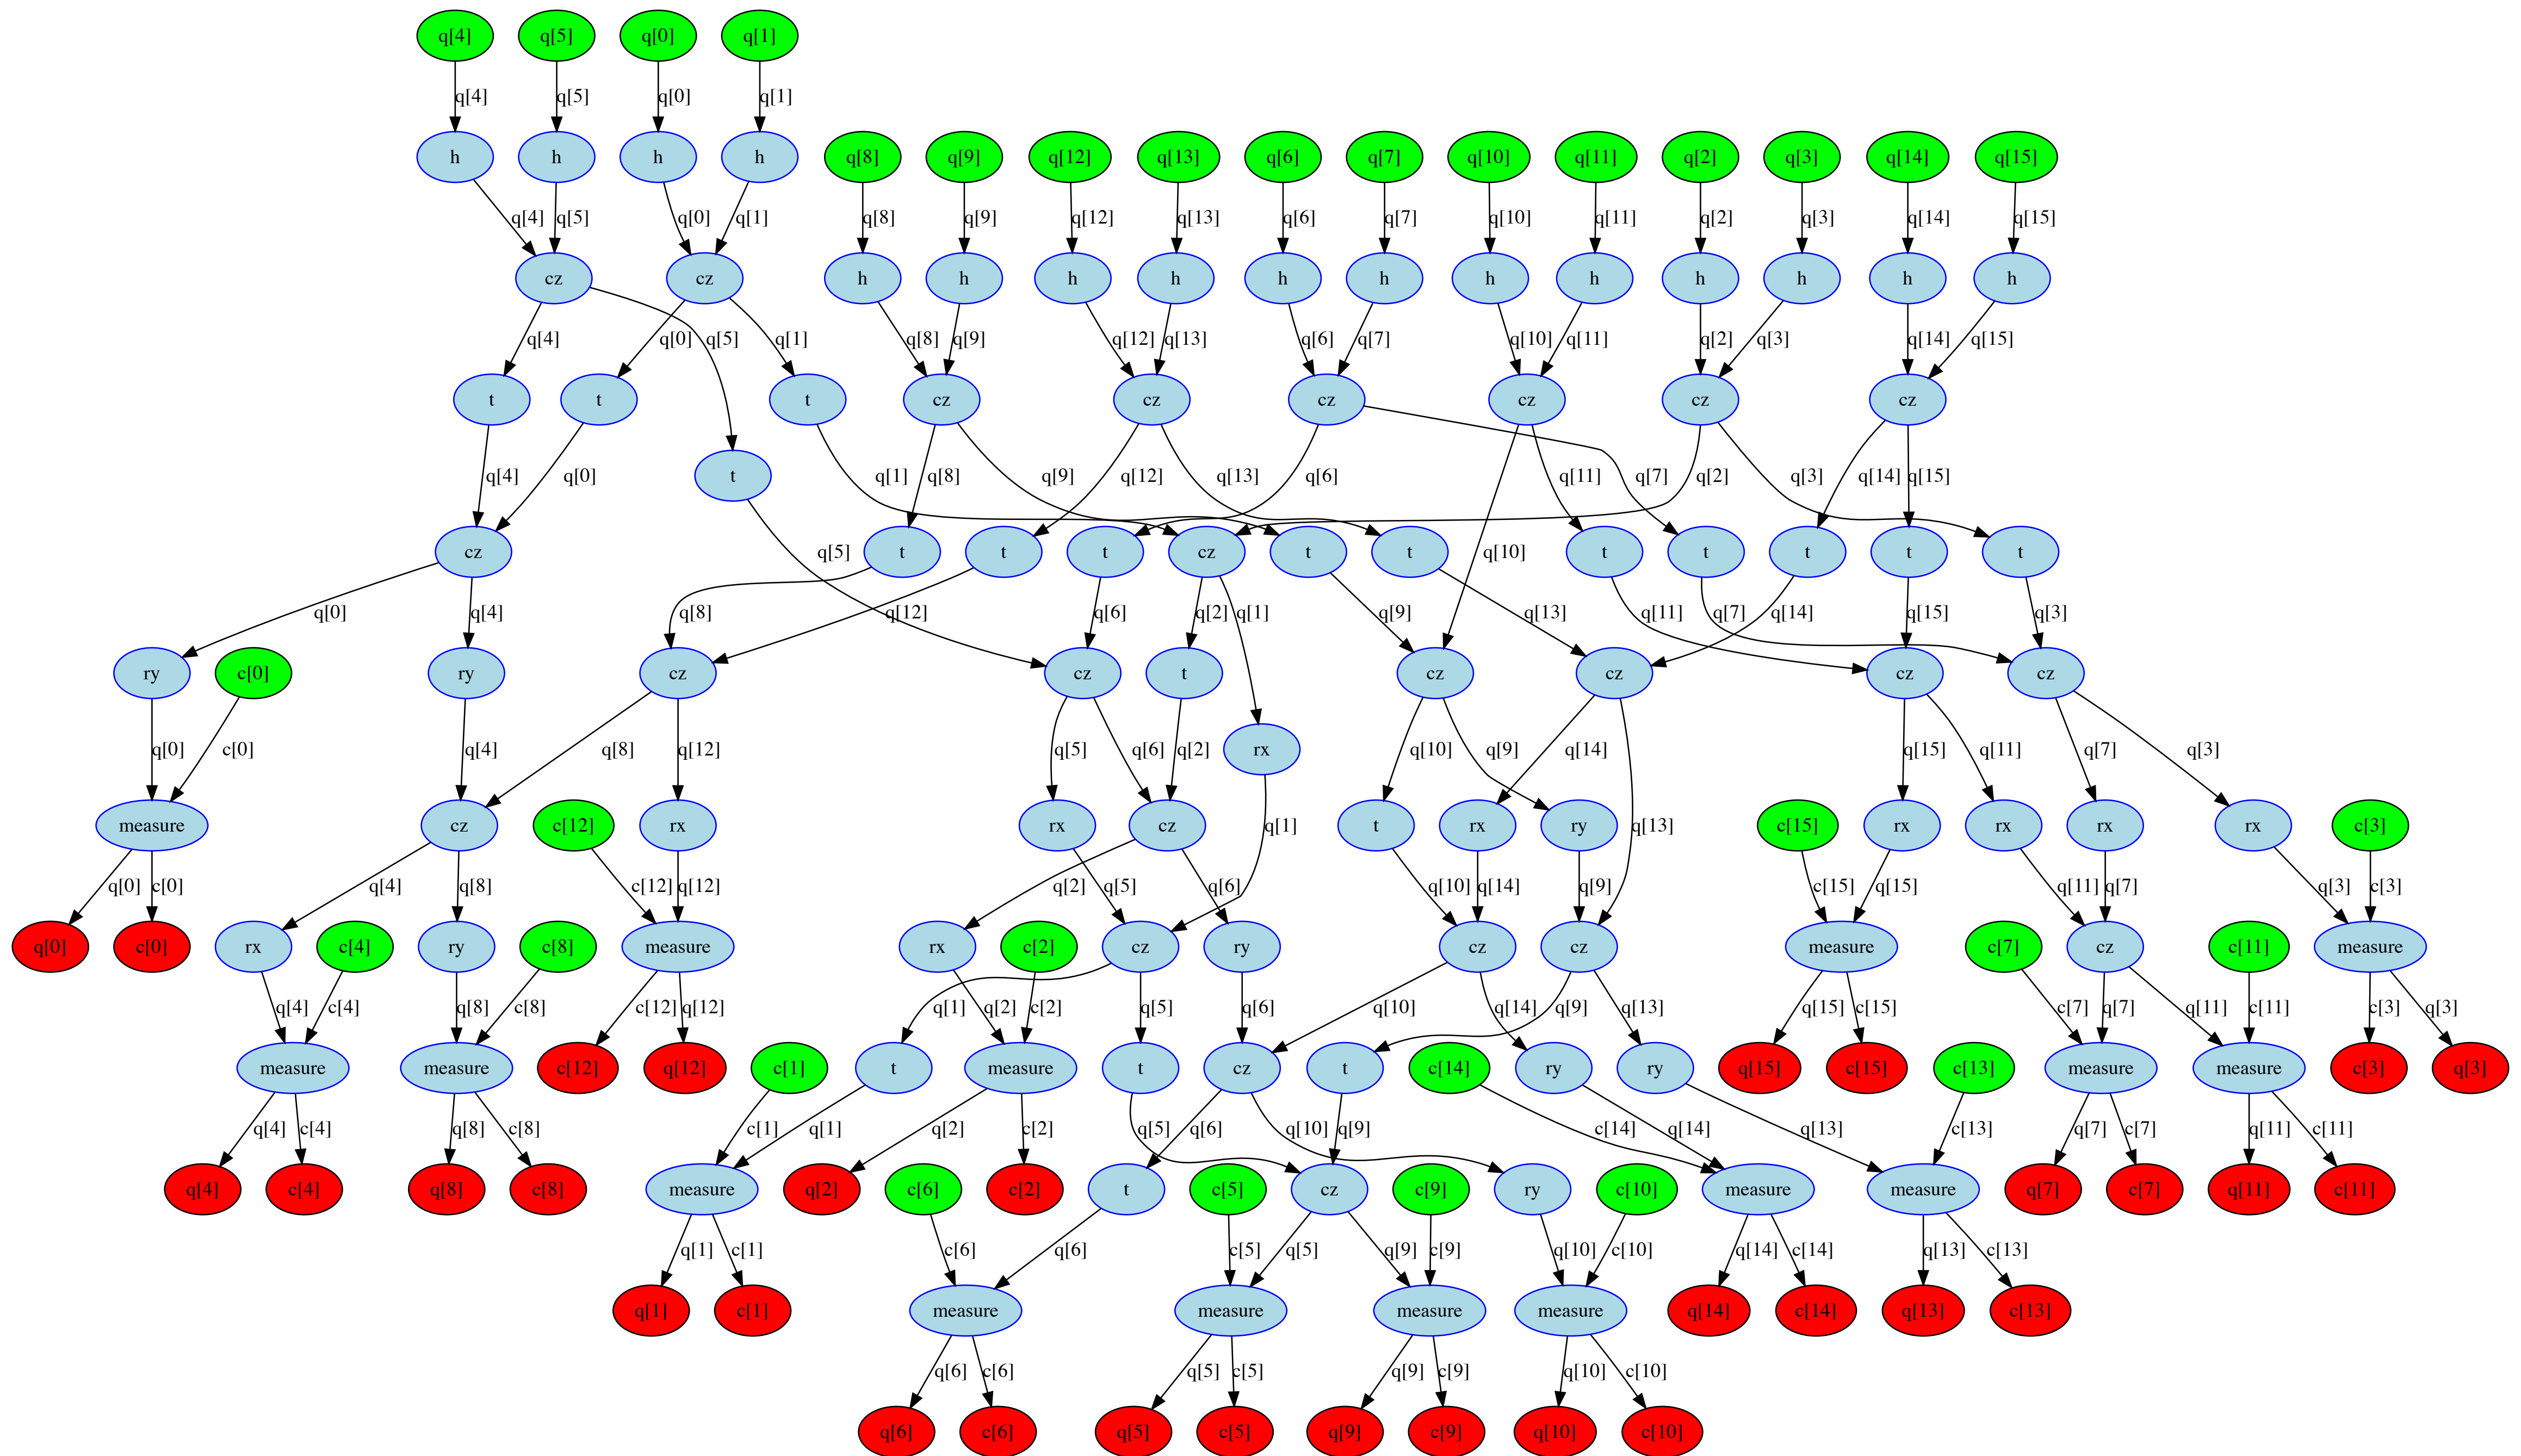 q[4] q[5] q[0] q[1]
q[4] q[5] q[0] q[1]
h h h h q[8] q[9] q[12] q[13] q[6] q[7] q[10] q[11] q[2] q[3] q[14] q[15]
q[4] q[5] q[0] q[1] q[8] q[9] q[12] q[13] q[6] q[7] q[10] q[11] q[2] q[3] q[14] q[15]
cz cz h h h h h h h h h h h h
q[4] q[0] q[5] q[1] q[8] q[9] q[12] q[13] q[6] q[7] q[10] q[11] q[2] q[3] q[14] q[15]
t t t cz cz cz cz cz cz
q[4] q[0] t q[1] q[8] q[9] q[12] q[13] q[6] q[11] q[7] q[2] q[3] q[14] q[15]
cz t t t cz t t t t t t t
q[5] q[10]
q[0] q[4] q[8] q[12] q[6] q[2] q[1] q[9] q[13] q[11] q[7] q[14] q[15] q[3]
ry c[0] ry cz cz t cz cz cz cz
q[0] c[0] q[4] q[8] q[12] q[5] q[6] q[2] rx q[10] q[9] q[14] q[15] q[11] q[7] q[3]
measure cz c[12] rx rx cz q[1] t rx ry q[13] c[15] rx rx rx rx c[3]
q[0] c[0] q[4] q[8] c[12] q[12] q[2] q[5] q[6] q[10] q[14] q[9] c[15] q[15] q[11] q[7] q[3] c[3]
q[0] c[0] rx c[4] ry c[8] measure rx c[2] cz ry cz cz measure c[7] cz c[11] measure
q[4] c[4] q[8] c[8] c[12] q[12] q[1] q[2] c[2] q[5] q[6] q[10] q[14] q[9] q[13] q[15] c[15] c[7] q[7] q[11] c[11] c[3] q[3]
measure measure c[12] q[12] c[1] t measure t cz t c[14] ry ry q[15] c[15] c[13] measure measure c[3] q[3]
q[4] c[4] q[8] c[8] c[1] q[1] q[2] c[2] q[5] q[6] q[10] q[9] c[14] q[14] q[13] c[13] q[7] c[7] q[11] c[11]
q[4] c[4] q[8] c[8] measure q[2] c[6] c[2] t c[5] cz c[9] ry c[10] measure measure q[7] c[7] q[11] c[11]
q[1] c[1] c[6] q[6] c[5] q[5] q[9] c[9] q[10] c[10] q[14] c[14] q[13] c[13]
q[1] c[1] measure measure measure measure q[14] c[14] q[13] c[13]
q[6] c[6] q[5] c[5] q[9] c[9] q[10] c[10]
q[6] c[6] q[5] c[5] q[9] c[9] q[10] c[10]